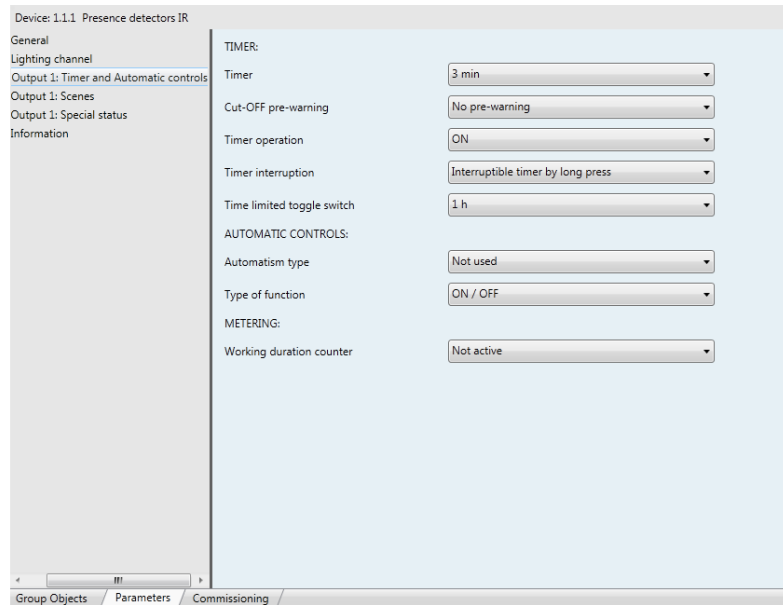 Device: 1.1.1 Presence detectors IR
General
Lighting channel
Output 1: Timer and Automatic controls
Output 1: Scenes
Output 1: Special status
Information
TIMER:
Timer 3 min
Cut-OFF pre-warning No pre-warning
Timer operation ON
Timer interruption Interruptible timer by long press
Time limited toggle switch 1 h
AUTOMATIC CONTROLS:
Automatism type Not used
Type of function ON / OFF
METERING:
Working duration counter Not active
Group Objects Parameters Commissioning